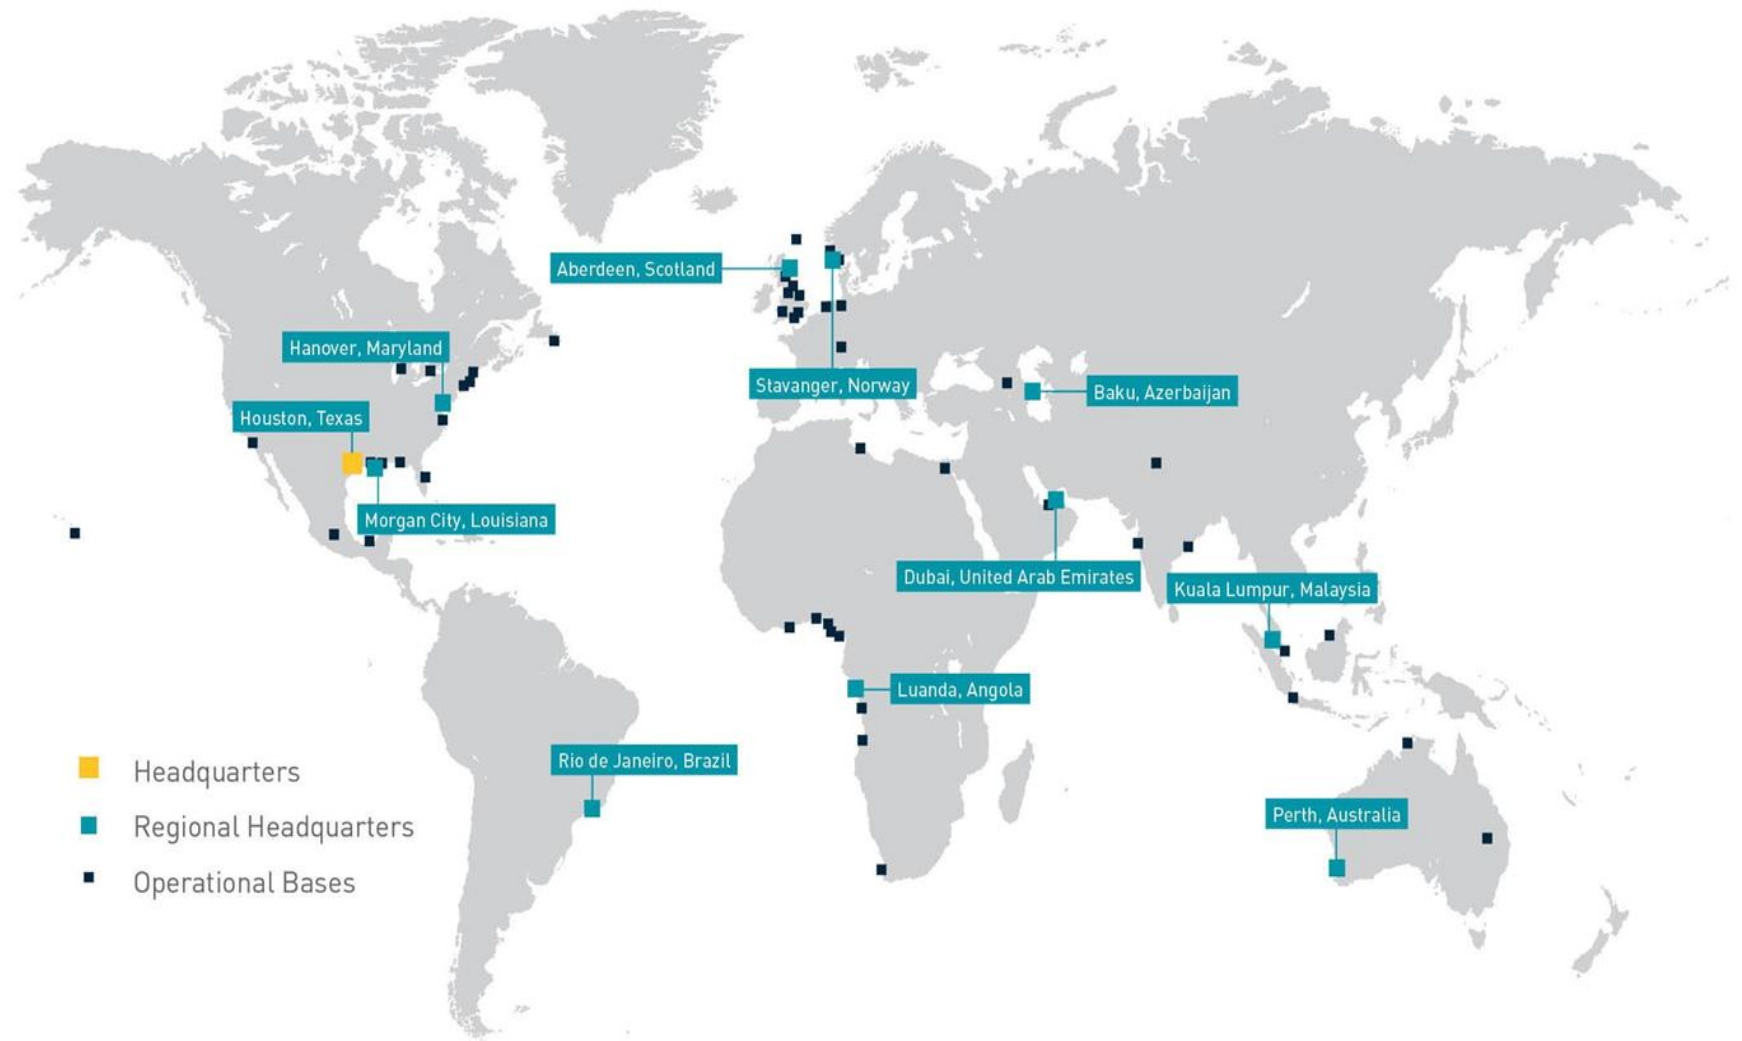 Aberdeen, Scotland
Hanover, Maryland
Stavanger, Norway
Baku, Azerbaijan
Houston, Texas
Morgan City, Louisiana
Dubai, United Arab Emirates
Kuala Lumpur, Malaysia
Luanda, Angola
Rio de Janeiro, Brazil
Perth, Australia
Headquarters
Regional Headquarters
Operational Bases